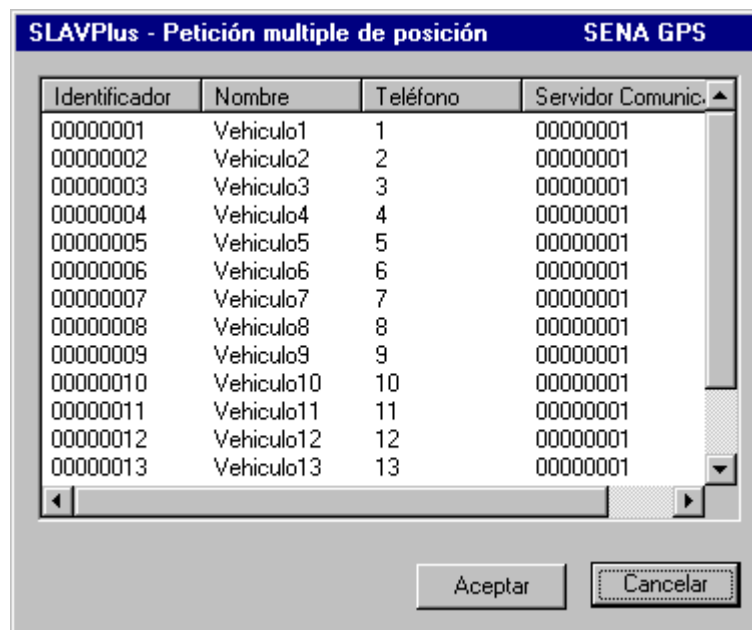 SLAVPlus - Petición multiple de posición SENA GPS
Identificador Nombre Teléfono Servidor Comunic
00000001 Vehiculo1 1 00000001
00000002 Vehiculo2 2 00000001
00000003 Vehiculo3 3 00000001
00000004 Vehiculo4 4 00000001
00000005 Vehiculo5 5 00000001
00000006 Vehiculo6 6 00000001
00000007 Vehiculo7 7 00000001
00000008 Vehiculo8 8 00000001
00000009 Vehiculo9 9 00000001
00000010 Vehiculo10 10 00000001
00000011 Vehiculo11 11 00000001
00000012 Vehiculo12 12 00000001
00000013 Vehiculo13 13 00000001
Aceptar Cancelar